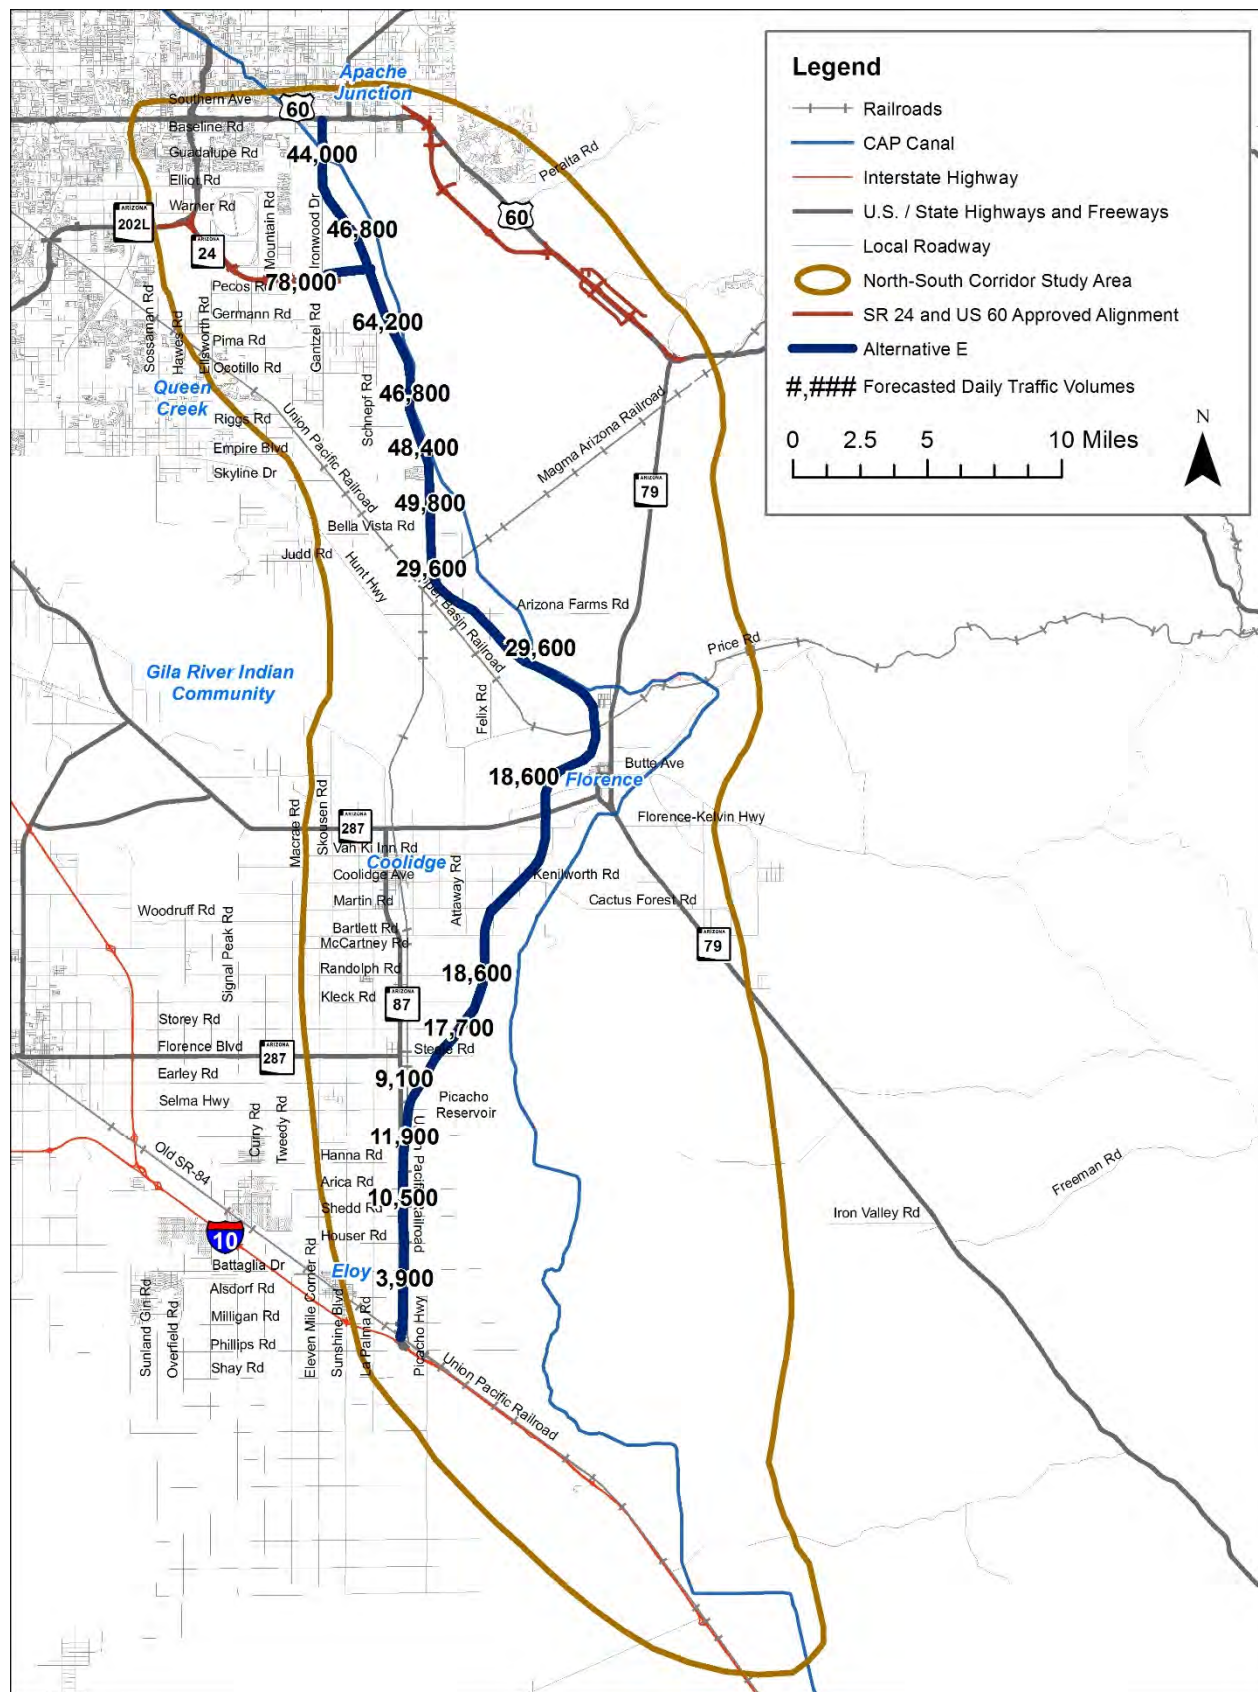 Legend
Railroads
CAP Canal
Interstate Highway
U.S. / State Highways and Freeways
Local Roadway
North-South Corridor Study Area
SR 24 and US 60 Approved Alignment
Alternative E
#,### Forecasted Daily Traffic Volumes
N
0 2.5 5 10 Miles
Apache
Junction
Southern Ave
60
Baseline Rd
Guadalupe Rd
44,000
Elliot Rd
Peralta Rd
Warner Rd
ARIZONA
202L
ARIZONA
24
Mountain Rd
Ironwood Dr
46,800
60
Pecos R
78,000
Sossaman Rd
Hawes Rd
Ellsworth Rd
Germann Rd
Gantzel Rd
64,200
Pima Rd
Ocotillo Rd
Queen
Creek
Schnepf Rd
46,800
Riggs Rd
Union Pacific Railroad
Magma Arizona Railroad
Empire Blvd
48,400
Skyline Dr
ARIZONA
79
49,800
Bella Vista Rd
Judd Rd
Hunt Hwy
29,600
per Basin Railroad
Arizona Farms Rd
29,600
Price Rd
Gila River Indian
Community
Felix Rd
18,600
Florence
Butte Ave
Macrae Rd
Skousen Rd
ARIZONA
287
Florence-Kelvin Hwy
Van Ki Inn Rd
Coolidge
Coolidge Ave
Attaway Rd
Kenilworth Rd
Martin Rd
Cactus Forest Rd
Woodruff Rd
Bartlett Rd
McCartney Rd
ARIZONA
79
Signal Peak Rd
Randolph Rd
18,600
Kleck Rd
ARIZONA
87
Storey Rd
17,700
Florence Blvd
ARIZONA
287
Steele Rd
Earley Rd
9,100
Selma Hwy
Picacho
Reservoir
Curry Rd
Tweedy Rd
11,900
Old SR-84
Hanna Rd
Union Pacific Railroad
Arica Rd
10,500
Shedd Rd
Freeman Rd
Iron Valley Rd
10
Houser Rd
Battaglia Dr
Eloy
3,900
Alsdorf Rd
Sunland Gin Rd
Overfield Rd
Eleven Mile Corner Rd
Sunshine Blvd
La Palma Rd
Picacho Hwy
Milligan Rd
Phillips Rd
Shay Rd
Union Pacific Railroad